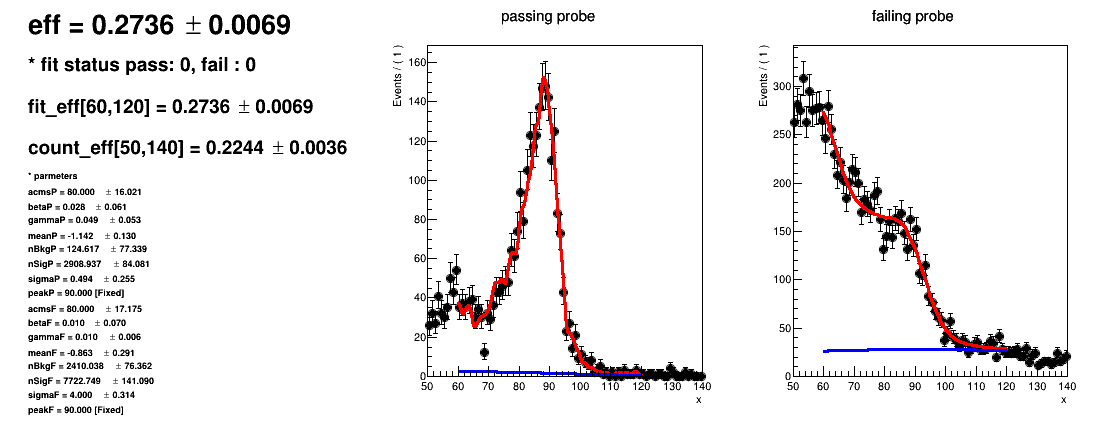 eff = 0.2736 ± 0.0069
* fit status pass: 0, fail : 0
fit_eff[60,120] = 0.2736 ± 0.0069
count_eff[50,140] = 0.2244 ± 0.0036
* parmeters
acmsP = 80.000 ± 16.021
betaP = 0.028 ± 0.061
gammaP = 0.049 ± 0.053
meanP = -1.142 ± 0.130
nBkgP = 124.617 ± 77.339
nSigP = 2908.937 ± 84.081
sigmaP = 0.494 ± 0.255
peakP = 90.000 [Fixed]
acmsF = 80.000 ± 17.175
betaF = 0.010 ± 0.070
gammaF = 0.010 ± 0.006
meanF = -0.863 ± 0.291
nBkgF = 2410.038 ± 76.362
nSigF = 7722.749 ± 141.090
sigmaF = 4.000 ± 0.314
peakF = 90.000 [Fixed]
passing probe
Events / ( 1 )
160
140
120
100
80
60
40
20
0
50 60 70 80 90 100 110 120 130 140
x
failing probe
Events / ( 1 )
300
250
200
150
100
50
0
50 60 70 80 90 100 110 120 130 140
x